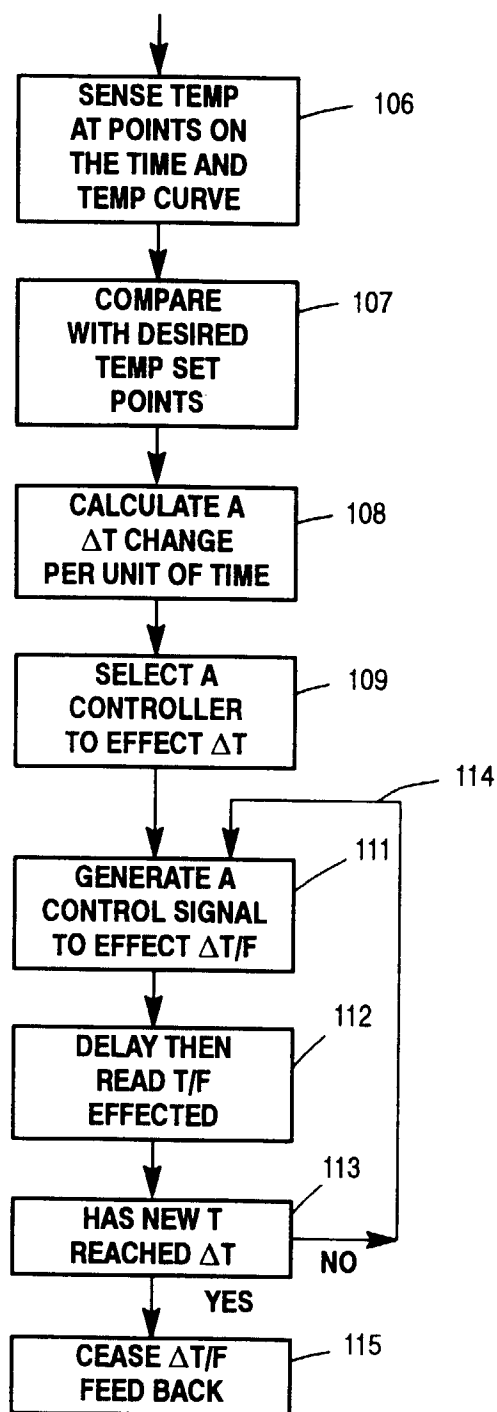 SENSE TEMP
AT POINTS ON
THE TIME AND
TEMP CURVE
106
COMPARE
WITH DESIRED
TEMP SET
POINTS
107
CALCULATE A
ΔT CHANGE
PER UNIT OF TIME
108
SELECT A
CONTROLLER
TO EFFECT ΔT
109
114
GENERATE A
CONTROL SIGNAL
TO EFFECT ΔT/F
111
DELAY THEN
READ T/F
EFFECTED
112
HAS NEW T
REACHED ΔT
113
NO
YES
CEASE ΔT/F
FEED BACK
115